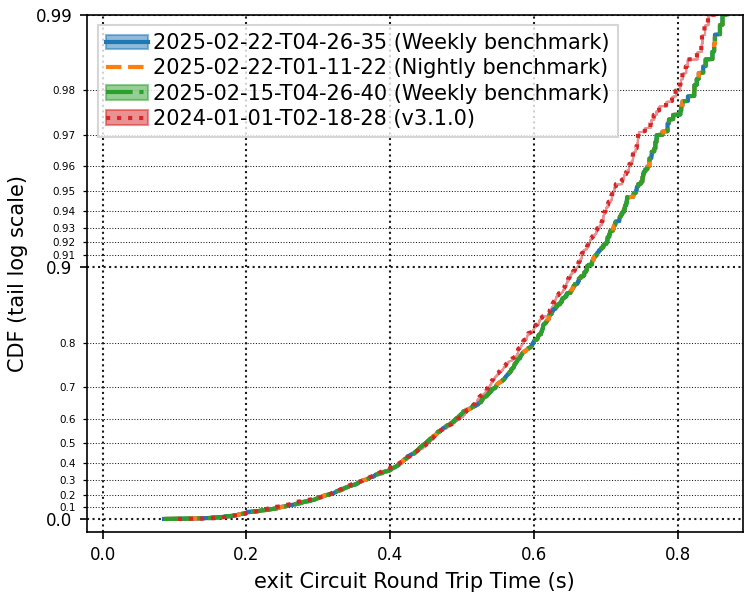 0.99
2025-02-22-T04-26-35 (Weekly benchmark)
2025-02-22-T01-11-22 (Nightly benchmark)
2025-02-15-T04-26-40 (Weekly benchmark)
2024-01-01-T02-18-28 (v3.1.0)
0.98
0.97
0.96
0.95
0.94
0.93
0.92
0.91
0.9
0.8
0.7
0.6
0.5
0.4
0.3
0.2
0.1
0.0
CDF (tail log scale)
0.0 0.2 0.4 0.6 0.8
exit Circuit Round Trip Time (s)